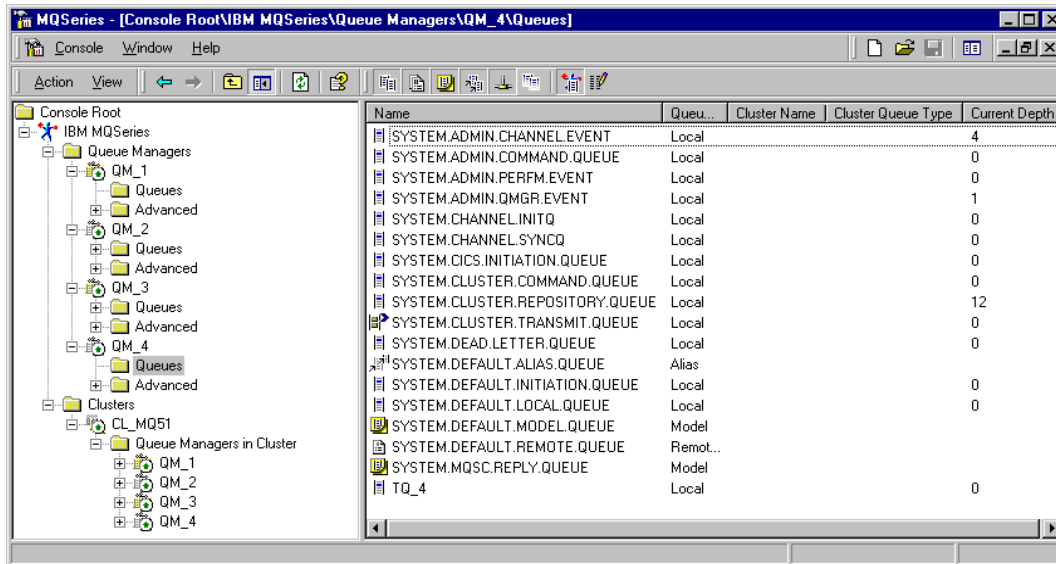 MQSeries - [Console Root\IBM MQSeries\Queue Managers\QM_4\Queues]
Console Window Help
Action View
Console Root
IBM MQSeries
Queue Managers
QM_1
Queues
Advanced
QM_2
Queues
Advanced
QM_3
Queues
Advanced
QM_4
Queues
Advanced
Clusters
CL_MQ51
Queue Managers in Cluster
QM_1
QM_2
QM_3
QM_4
Name Queu... Cluster Name Cluster Queue Type Current Depth
SYSTEM.ADMIN.CHANNEL.EVENT Local 4
SYSTEM.ADMIN.COMMAND.QUEUE Local 0
SYSTEM.ADMIN.PERFM.EVENT Local 0
SYSTEM.ADMIN.QMGR.EVENT Local 1
SYSTEM.CHANNEL.INITQ Local 0
SYSTEM.CHANNEL.SYNCQ Local 0
SYSTEM.CICS.INITIATION.QUEUE Local 0
SYSTEM.CLUSTER.COMMAND.QUEUE Local 0
SYSTEM.CLUSTER.REPOSITORY.QUEUE Local 12
SYSTEM.CLUSTER.TRANSMIT.QUEUE Local 0
SYSTEM.DEAD.LETTER.QUEUE Local 0
SYSTEM.DEFAULT.ALIAS.QUEUE Alias
SYSTEM.DEFAULT.INITIATION.QUEUE Local 0
SYSTEM.DEFAULT.LOCAL.QUEUE Local 0
SYSTEM.DEFAULT.MODEL.QUEUE Model
SYSTEM.DEFAULT.REMOTE.QUEUE Remot...
SYSTEM.MQSC.REPLY.QUEUE Model
TQ_4 Local 0